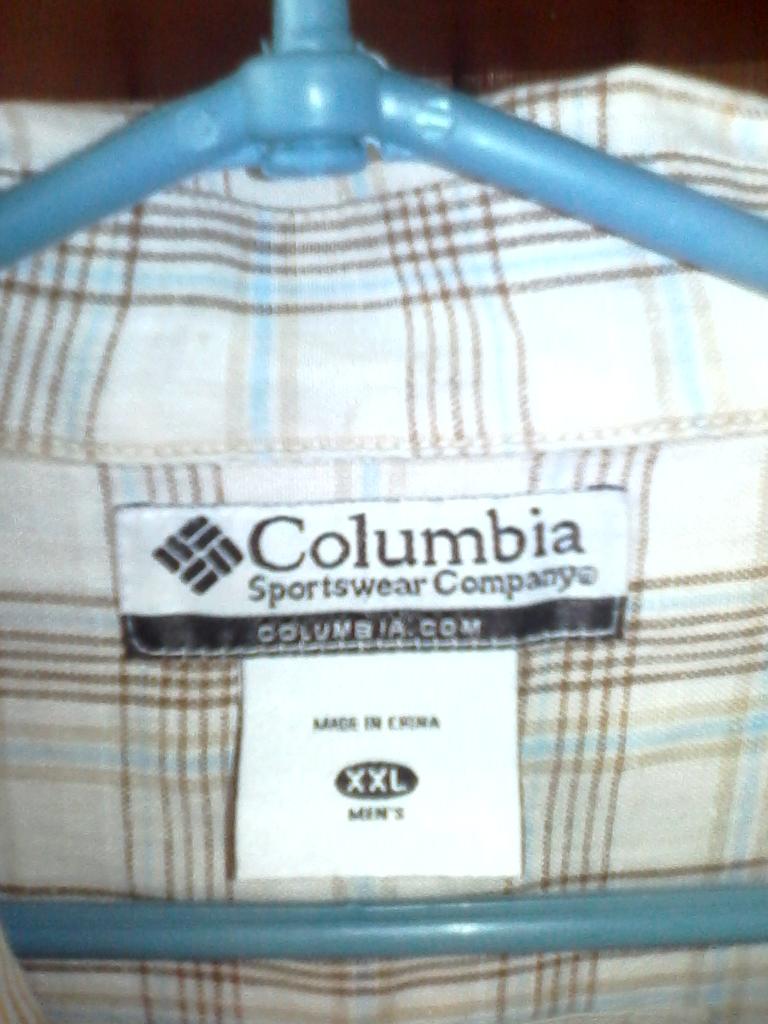 Columbia
Sportswear Company®
COLUMBIA.COM
MADE IN CHINA
XXL
MEN'S